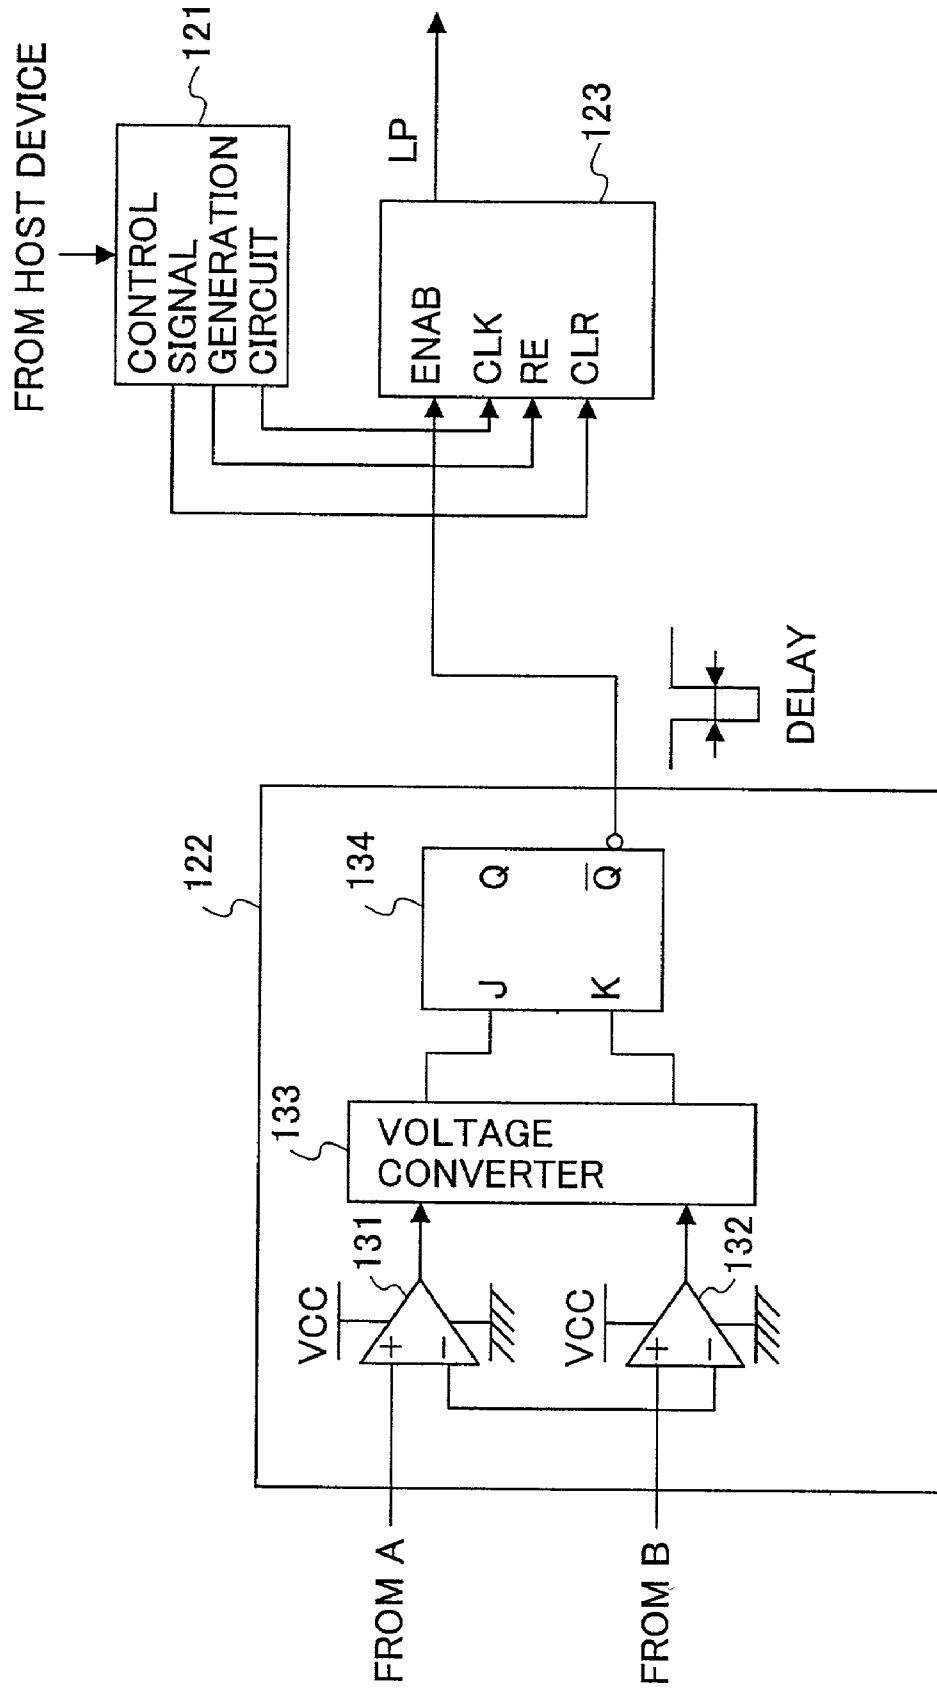 FROM HOST DEVICE
121
CONTROL
SIGNAL
GENERATION
CIRCUIT
LP
123
ENAB
CLK
RE
CLR
DELAY
122
134
J
Q
K
Q̅
133
VOLTAGE
CONVERTER
131
VCC
+
−
132
VCC
+
−
FROM A
FROM B